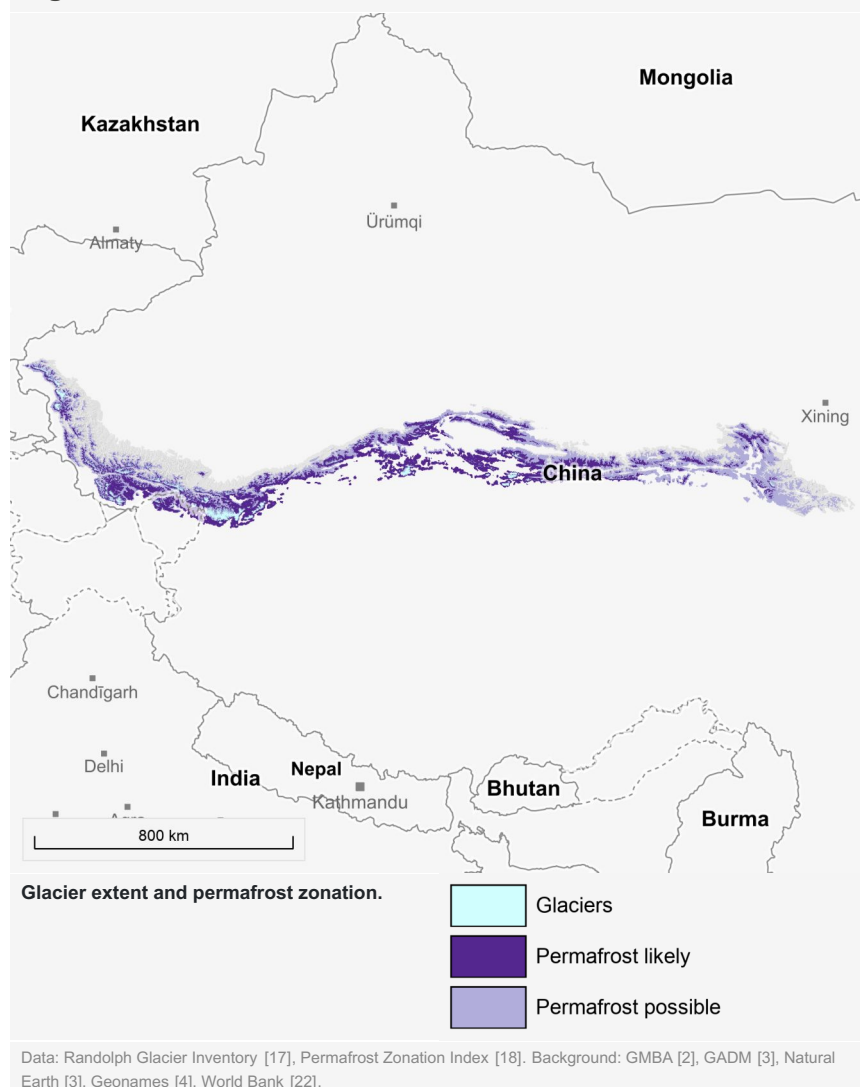 Mongolia
Kazakhstan
Ürümqi
Almaty
Xining
China
Chandīgarh
Delhi
India
Nepal
Kathmandu
Bhutan
Burma
800 km
Glacier extent and permafrost zonation.
Glaciers
Permafrost likely
Permafrost possible
Data: Randolph Glacier Inventory [17], Permafrost Zonation Index [18]. Background: GMBA [2], GADM [3], Natural
Earth [3], Geonames [4], World Bank [22].